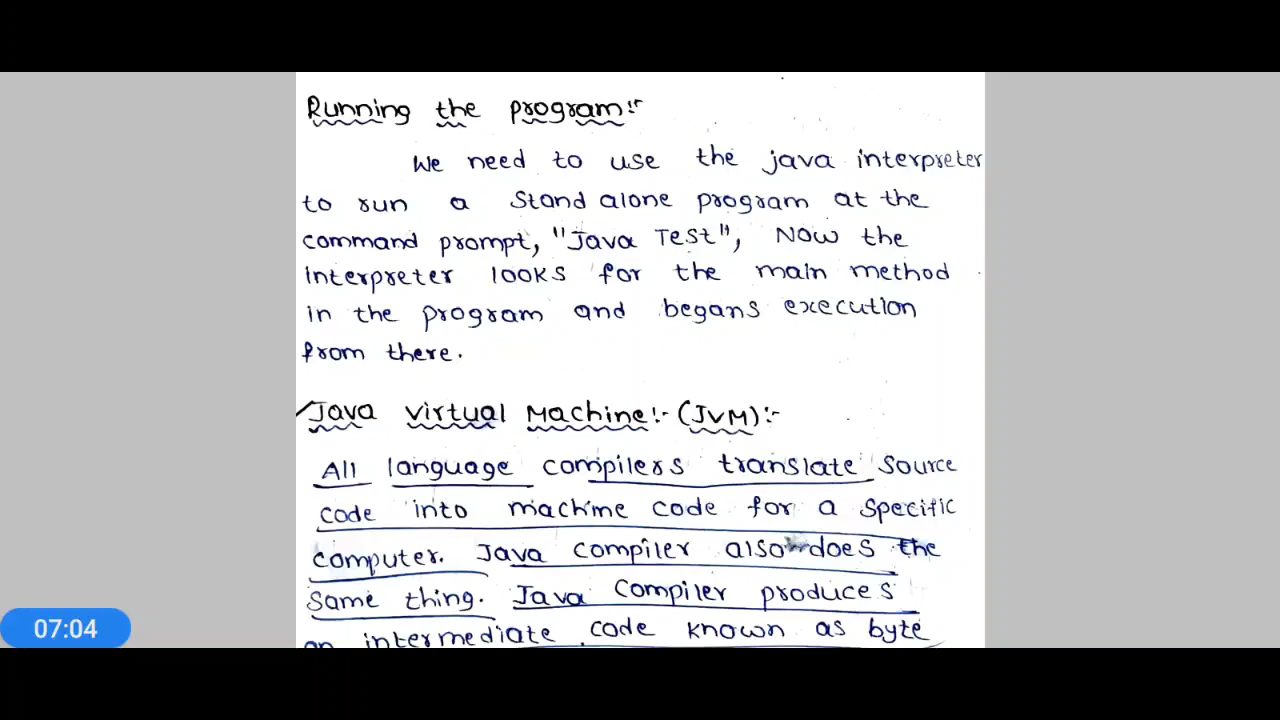 Running the program:-
We need to use the java interpreter
to run a Stand alone program at the
command prompt, "Java Test", Now the
interpreter looks for the main method
in the program and begans execution
from there.
Java virtual Machine:- (JVM):-
All language compilers translate source
code into machine code for a specific
computer. Java compiler also does the
same thing. Java compiler produces
an intermediate code known as byte
07:04